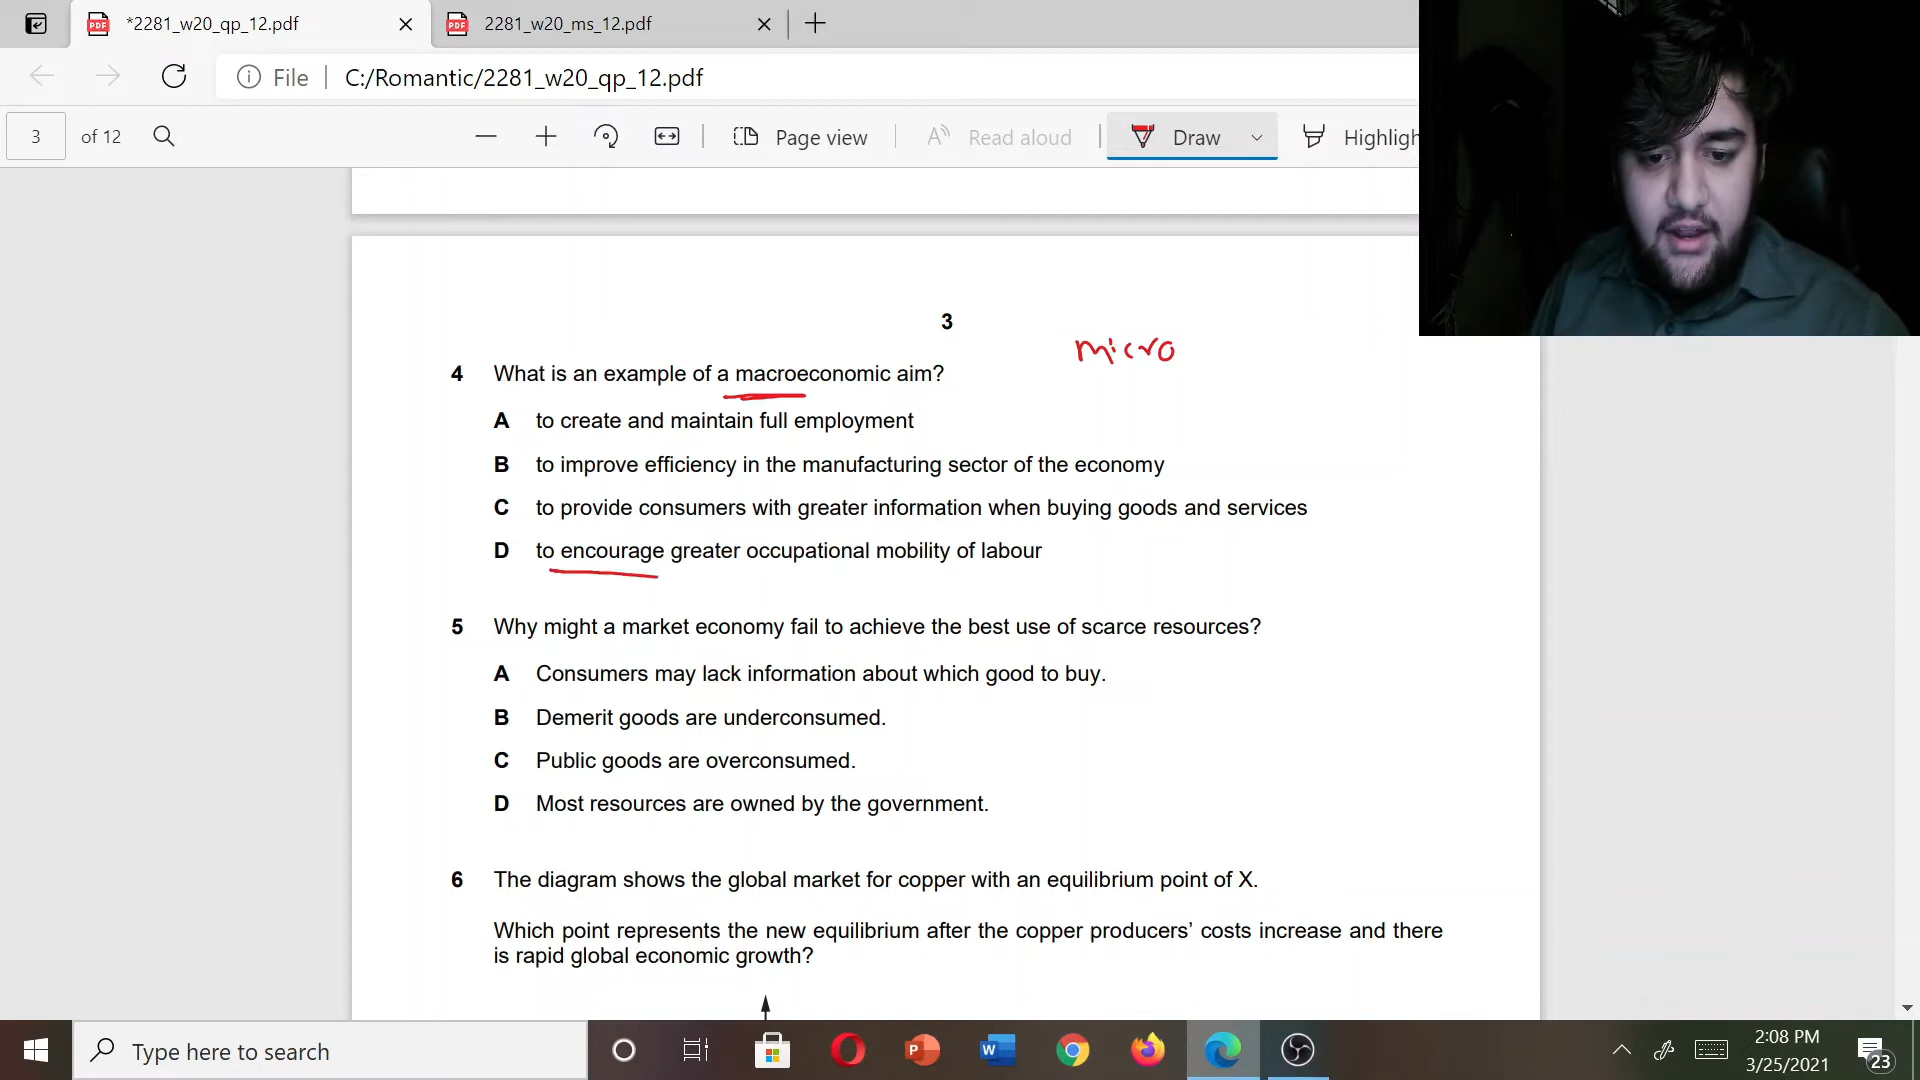 *2281_w20_qp_12.pdf
2281_w20_ms_12.pdf
File
C:/Romantic/2281_w20_qp_12.pdf
3 of 12
Page view
Read aloud
Draw
Highligh
3
micro
4 What is an example of a macroeconomic aim?
A to create and maintain full employment
B to improve efficiency in the manufacturing sector of the economy
C to provide consumers with greater information when buying goods and services
D to encourage greater occupational mobility of labour
5 Why might a market economy fail to achieve the best use of scarce resources?
A Consumers may lack information about which good to buy.
B Demerit goods are underconsumed.
C Public goods are overconsumed.
D Most resources are owned by the government.
6 The diagram shows the global market for copper with an equilibrium point of X.
Which point represents the new equilibrium after the copper producers’ costs increase and there
is rapid global economic growth?
Type here to search
2:08 PM
3/25/2021
23